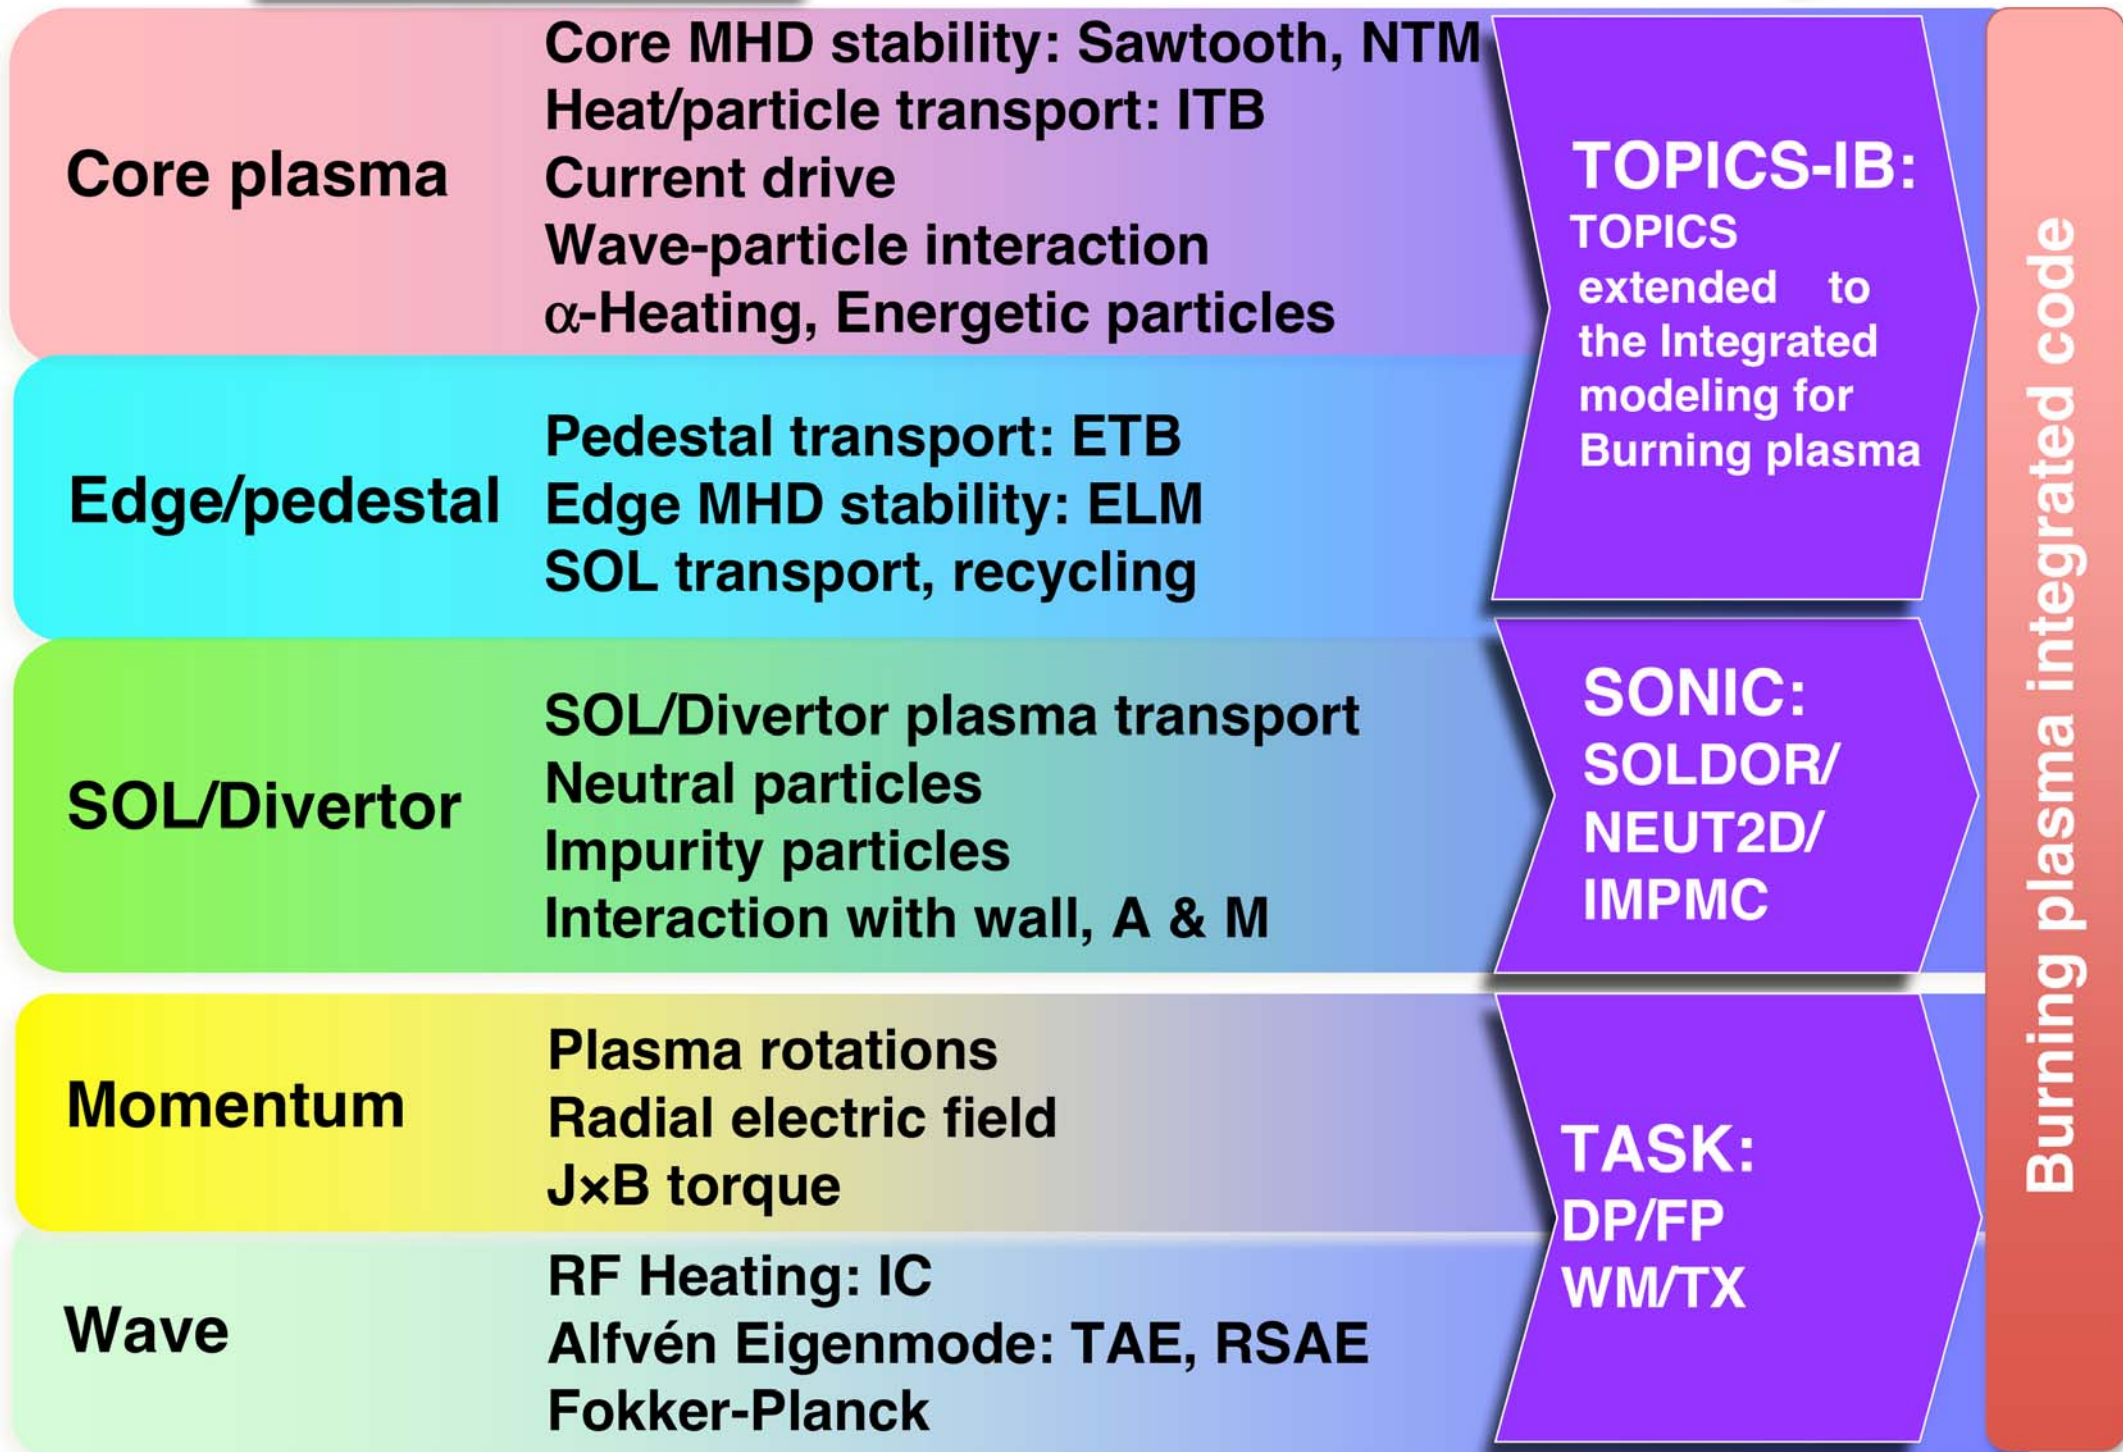 Core plasma
Core MHD stability: Sawtooth, NTM
Heat/particle transport: ITB
Current drive
Wave-particle interaction
α-Heating, Energetic particles
Edge/pedestal
Pedestal transport: ETB
Edge MHD stability: ELM
SOL transport, recycling
TOPICS-IB:
TOPICS
extended to
the Integrated
modeling for
Burning plasma
SOL/Divertor
SOL/Divertor plasma transport
Neutral particles
Impurity particles
Interaction with wall, A & M
SONIC:
SOLDOR/
NEUT2D/
IMPMC
Momentum
Plasma rotations
Radial electric field
J×B torque
Wave
RF Heating: IC
Alfvén Eigenmode: TAE, RSAE
Fokker-Planck
TASK:
DP/FP
WM/TX
Burning plasma integrated code